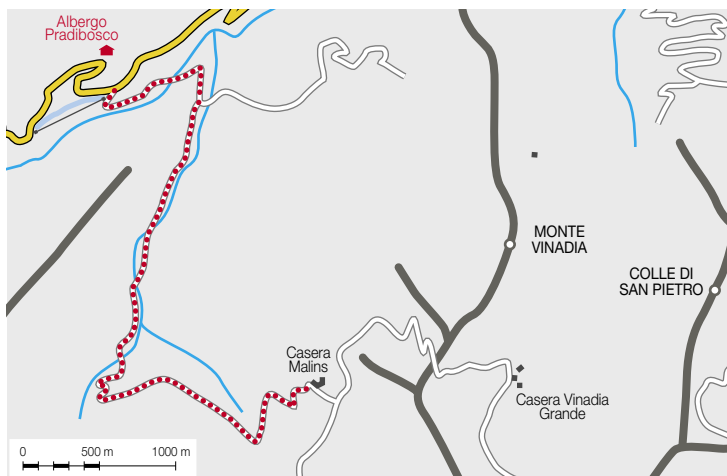 Albergo
Pradibosco
MONTE
VINADIA
COLLE DI
SAN PIETRO
Casera
Malins
Casera Vinadia
Grande
0 500 m 1000 m